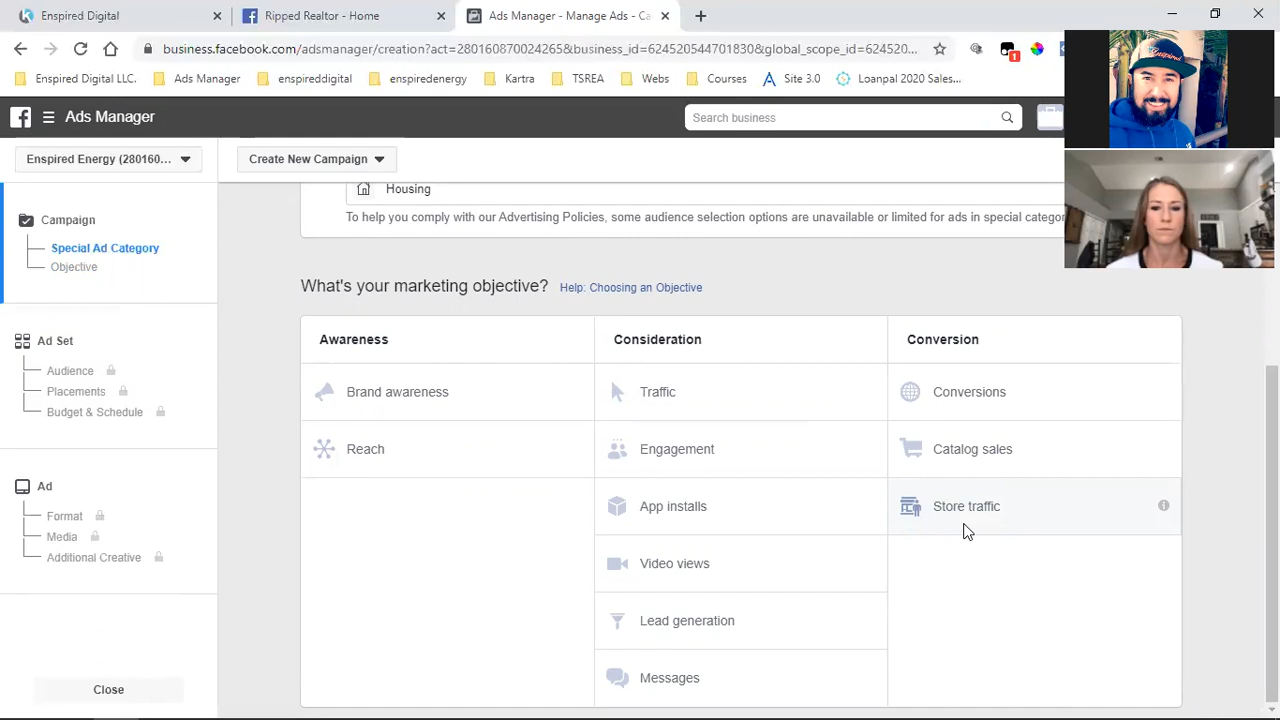 Enspired Digital
Ripped Realtor - Home
Ads Manager - Manage Ads - Ca
business.facebook.com/adsmanager/creation?act=280160870024265&business_id=624520544701830&global_scope_id=62452...
1
Enspired Digital LLC.
Ads Manager
enspireddigital
enspiredenergy
Kartra
TSREA
Webs
Courses
Site 3.0
Lonpal 2020 Sales...
Ads Manager
Search business
Enspired Energy (280160...
Create New Campaign
Housing
To help you comply with our Advertising Policies, some audience selection options are unavailable or limited for ads in special categor
Campaign
Special Ad Category
Objective
What's your marketing objective?
Help: Choosing an Objective
Ad Set
Audience
Placements
Budget & Schedule
Awareness
Consideration
Conversion
Brand awareness
Traffic
Conversions
Reach
Engagement
Catalog sales
App installs
Store traffic
Video views
Lead generation
Messages
Ad
Format
Media
Additional Creative
Close